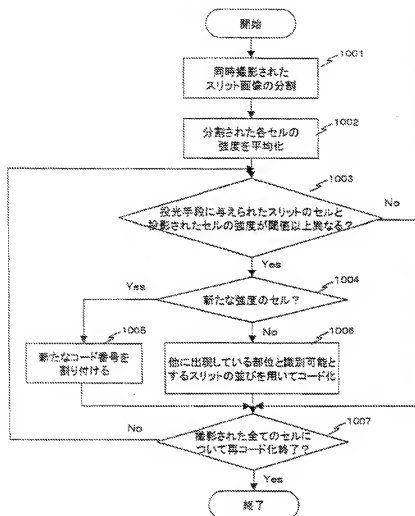 開始
1001
同時撮影された
スリット画像の分割
1002
分割された各セルの
強度を平均化
1003
投光手段に与えられたスリットのセルと
投影されたセルの強度が閾値以上異なる？
No
Yes
1004
新たな強度のセル？
Yes
No
1005
新たなコード番号を
割り付ける
1006
他に出現している部位と識別可能と
するスリットの並びを用いてコード化
1007
撮影された全てのセルに
ついて再コード化終了？
No
Yes
終了